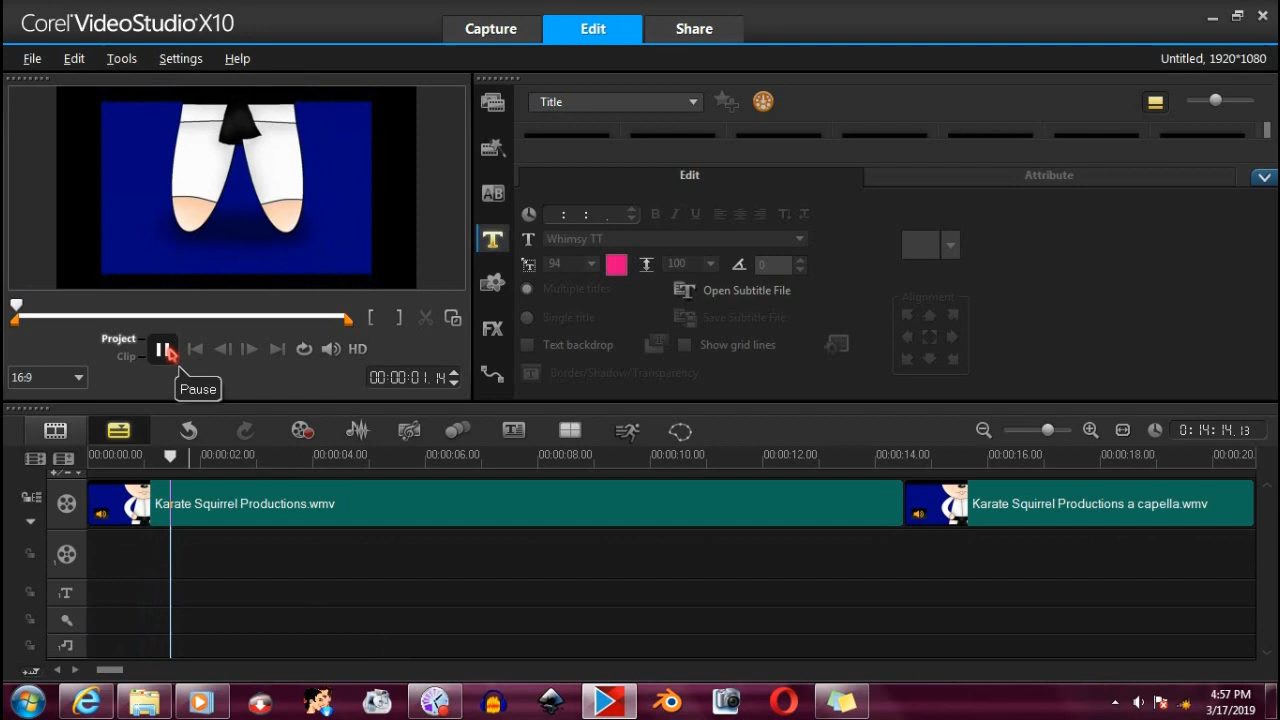 Corel VideoStudio X10
Capture
Edit
Share
File
Edit
Tools
Settings
Help
Untitled, 1920*1080
Title
Edit
Attribute
: : .
B I U
Whimsy TT
94
100
0
Multiple titles
Open Subtitle File
Single title
Save Subtitle File
Text backdrop
Show grid lines
Border/Shadow/Transparency
Alignment
Project
Clip
HD
16:9
00:00:01.14
Pause
0:14:14.13
00:00:00.00
00:00:02.00
00:00:04.00
00:00:06.00
00:00:08.00
00:00:10.00
00:00:12.00
00:00:14.00
00:00:16.00
00:00:18.00
00:00:20
Karate Squirrel Productions.wmv
Karate Squirrel Productions a capella.wmv
AB
T
FX
4:57 PM
3/17/2019